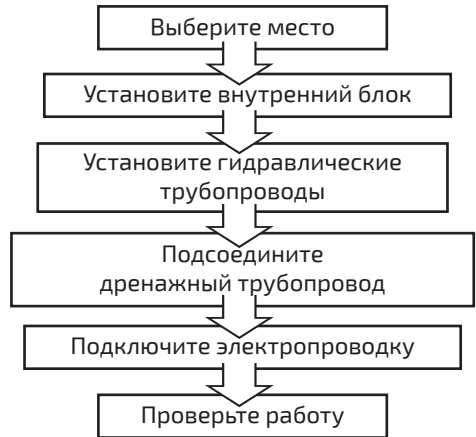 Выберите место
Установите внутренний блок
Установите гидравлические
трубопроводы
Подсоедините
дренажный трубопровод
Подключите электропроводку
Проверьте работу